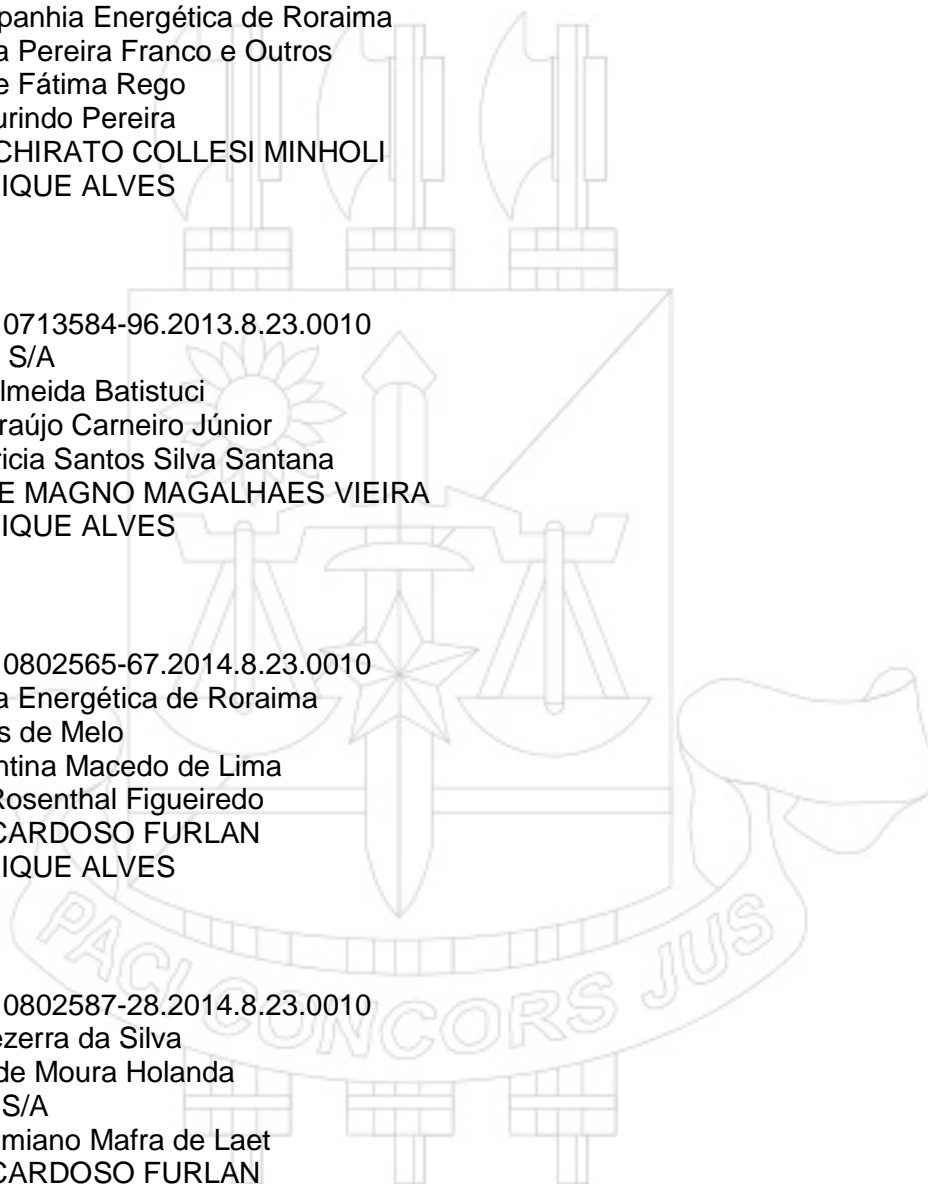 panhia Energética de Roraima
a Pereira Franco e Outros
e Fátima Rego
urindo Pereira
CHIRATO COLLESI MINHOLI
IQUE ALVES
0713584-96.2013.8.23.0010
S/A
lmeida Batistuci
raújo Carneiro Júnior
ricia Santos Silva Santana
E MAGNO MAGALHAES VIEIRA
IQUE ALVES
0802565-67.2014.8.23.0010
a Energética de Roraima
s de Melo
ntina Macedo de Lima
Rosenthal Figueiredo
CARDOSO FURLAN
IQUE ALVES
PACI CONCORS JUS
0802587-28.2014.8.23.0010
ezerra da Silva
de Moura Holanda
S/A
miano Mafra de Laet
CARDOSO FURLAN